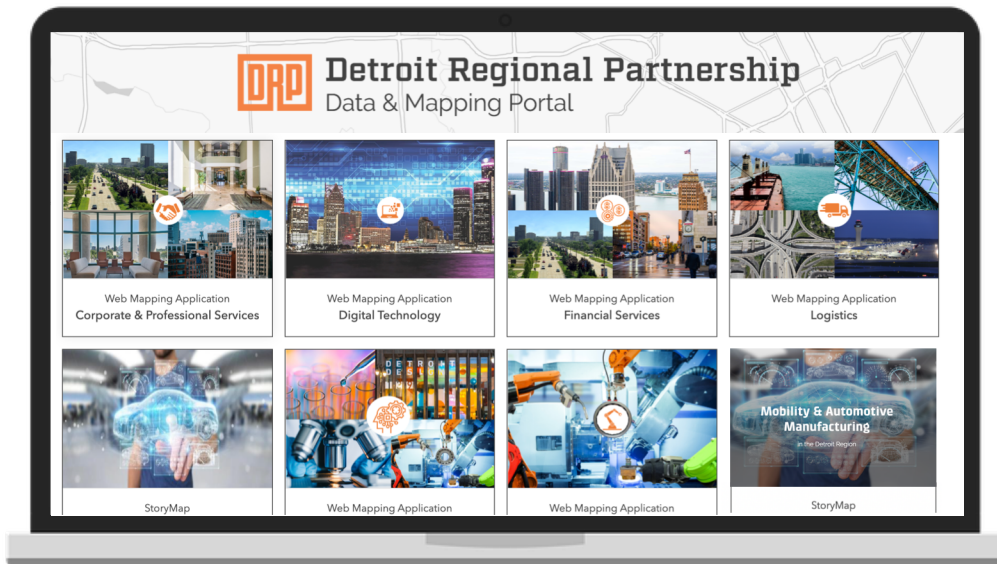 DRP
Detroit Regional Partnership
Data & Mapping Portal
Web Mapping Application
Corporate & Professional Services
Web Mapping Application
Digital Technology
Web Mapping Application
Financial Services
Web Mapping Application
Logistics
DETROIT
Mobility & Automotive
Manufacturing
in the Detroit Region
StoryMap
Web Mapping Application
Web Mapping Application
StoryMap